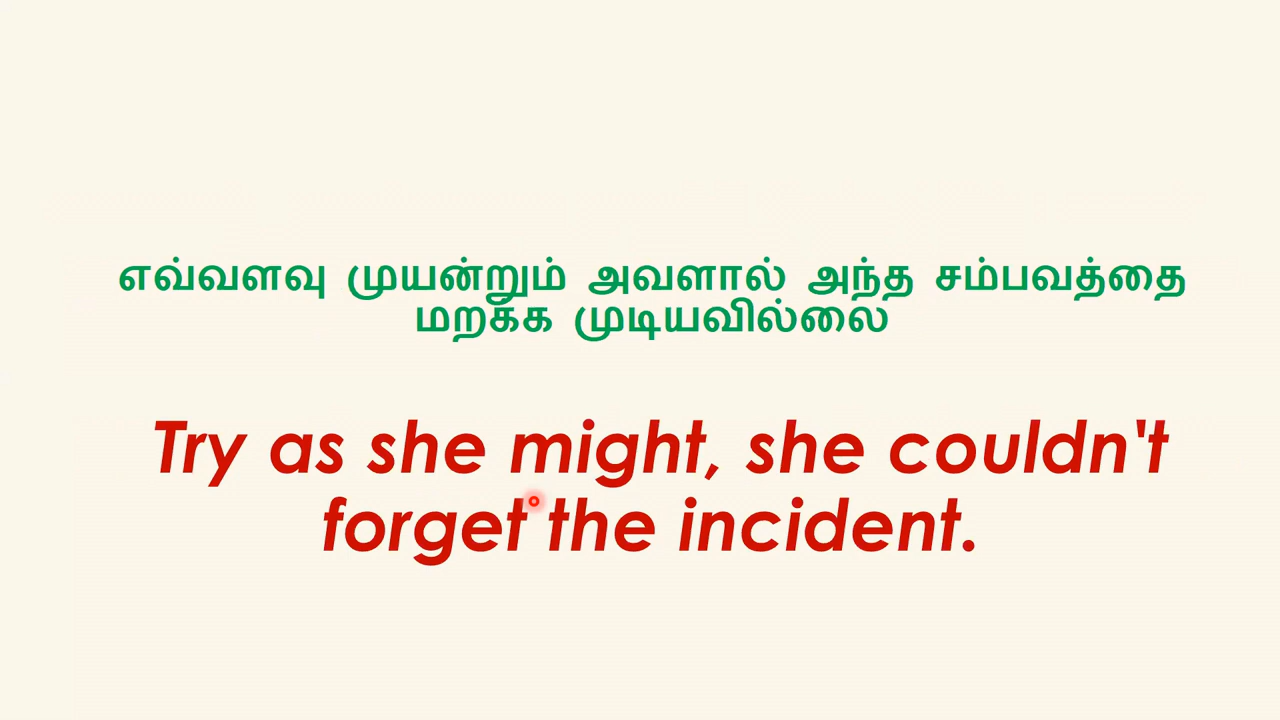 எவ்வளவு முயன்றும் அவளால் அந்த சம்பவத்தை
மறக்க முடியவில்லை
Try as she might, she couldn't
forget the incident.